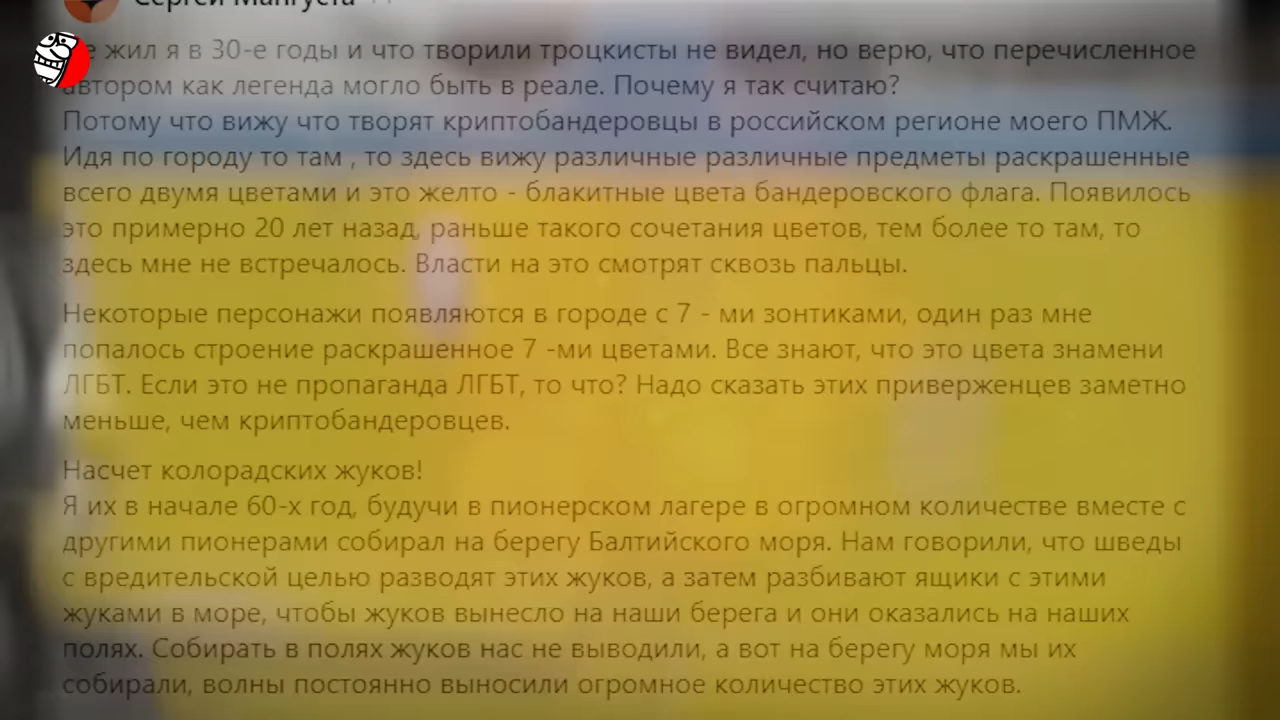 Сергей Мангуста
жил я в 30-е годы и что творили троцкисты не видел, но верю, что перечисленное
автором как легенда могло быть в реале. Почему я так считаю?
Потому что вижу что творят криптобандеровцы в российском регионе моего ПМЖ.
Идя по городу то там , то здесь вижу различные различные предметы раскрашенные
всего двумя цветами и это желто - блакитные цвета бандеровского флага. Появилось
это примерно 20 лет назад, раньше такого сочетания цветов, тем более то там, то
здесь мне не встречалось. Власти на это смотрят сквозь пальцы.
Некоторые персонажи появляются в городе с 7 - ми зонтиками, один раз мне
попалось строение раскрашенное 7 -ми цветами. Все знают, что это цвета знамени
ЛГБТ. Если это не пропаганда ЛГБТ, то что? Надо сказать этих приверженцев заметно
меньше, чем криптобандеровцев.
Насчет колорадских жуков!
Я их в начале 60-х год, будучи в пионерском лагере в огромном количестве вместе с
другими пионерами собирал на берегу Балтийского моря. Нам говорили, что шведы
с вредительской целью разводят этих жуков, а затем разбивают ящики с этими
жуками в море, чтобы жуков вынесло на наши берега и они оказались на наших
полях. Собирать в полях жуков нас не выводили, а вот на берегу моря мы их
собирали, волны постоянно выносили огромное количество этих жуков.